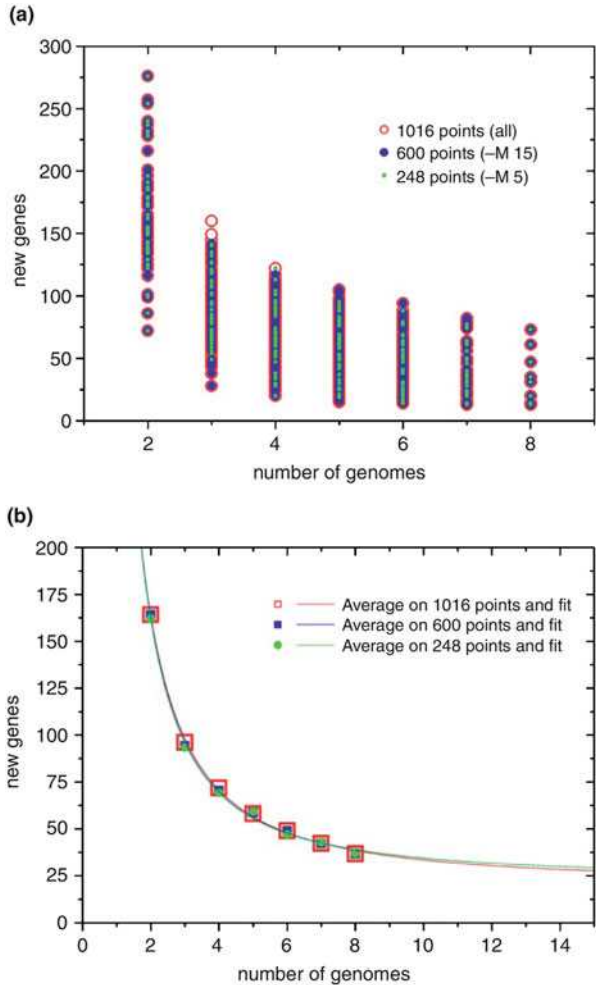 (a)
300
250
200
150
100
50
0
new genes
1016 points (all)
600 points (–M 15)
248 points (–M 5)
2 4 6 8
number of genomes
(b)
200
175
150
125
100
75
50
25
0
new genes
Average on 1016 points and fit
Average on 600 points and fit
Average on 248 points and fit
0 2 4 6 8 10 12 14
number of genomes